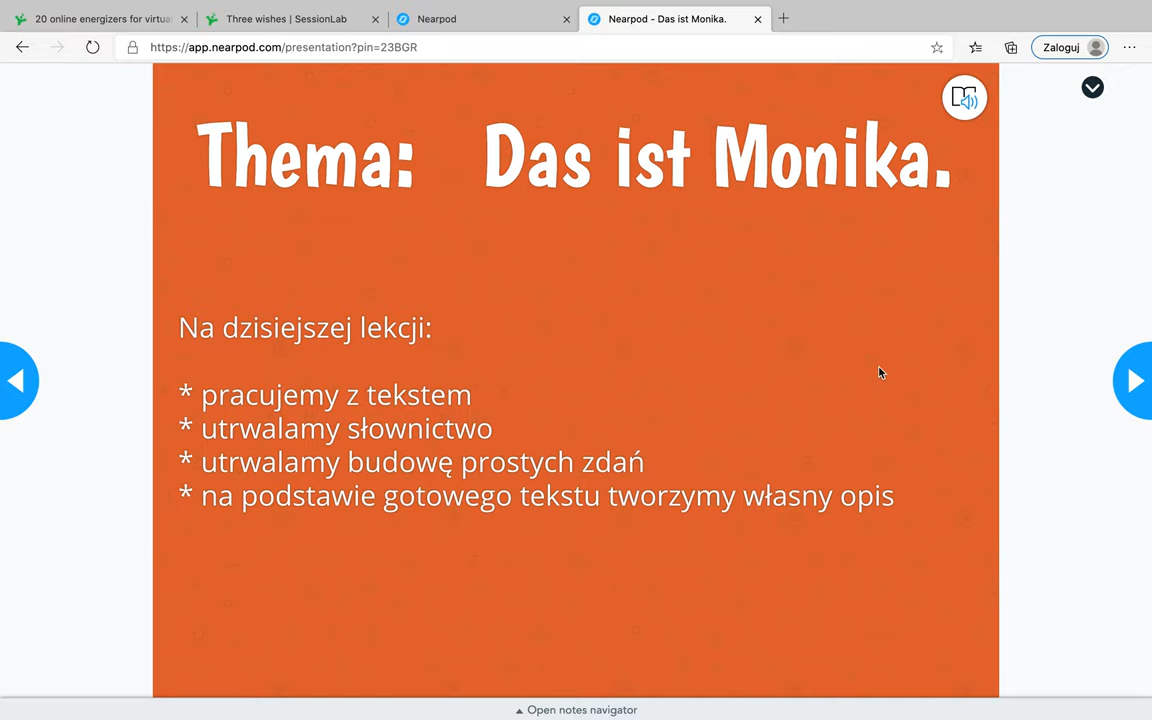 20 online energizers for virtua
Three wishes | SessionLab
Nearpod
Nearpod - Das ist Monika.
https://app.nearpod.com/presentation?pin=23BGR
Zaloguj
Thema: Das ist Monika.
Na dzisiejszej lekcji:
* pracujemy z tekstem
* utrwalamy słownictwo
* utrwalamy budowę prostych zdań
* na podstawie gotowego tekstu tworzymy własny opis
Open notes navigator